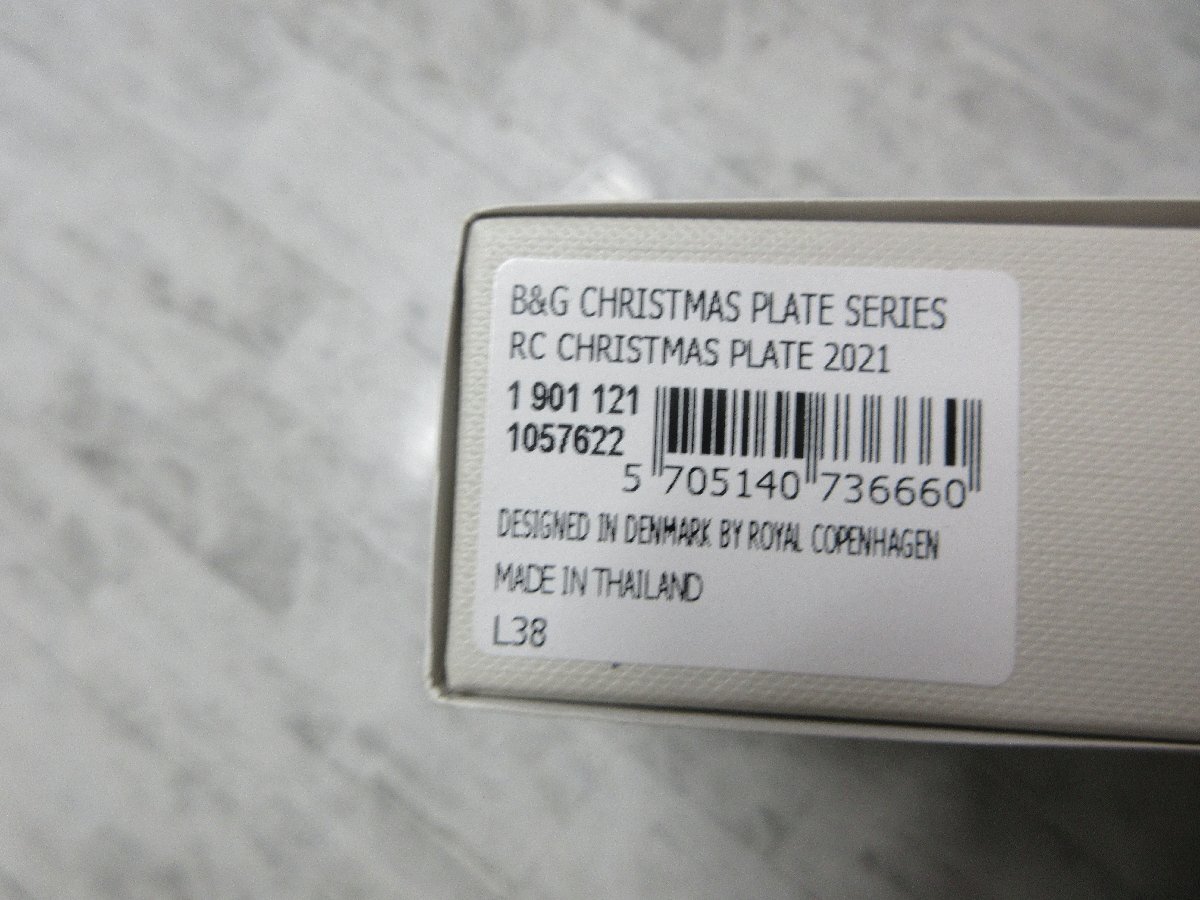 B&G CHRISTMAS PLATE SERIES
RC CHRISTMAS PLATE 2021
1 901 121
1057622
5 705140 736660
DESIGNED IN DENMARK BY ROYAL COPENHAGEN
MADE IN THAILAND
L38